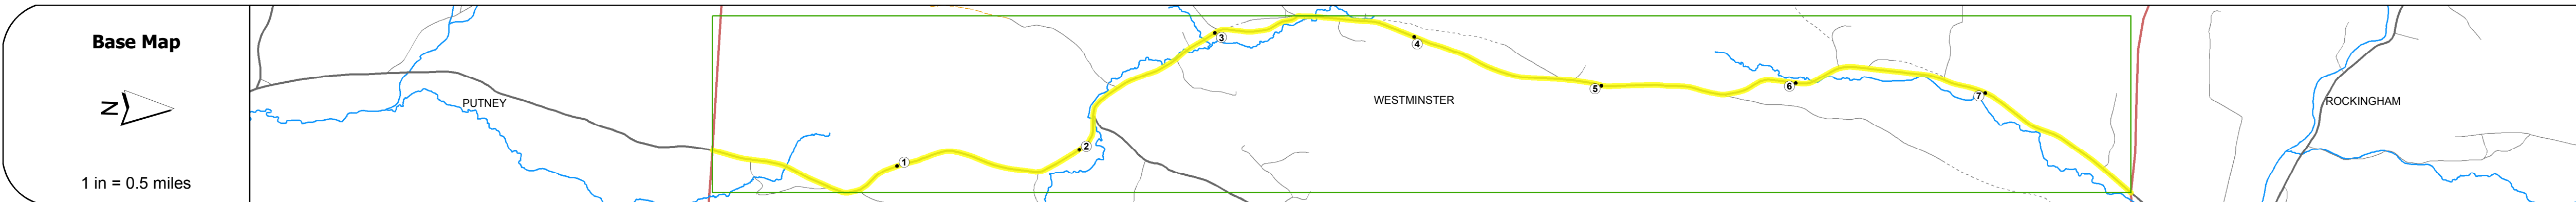 Base Map
N
1 in = 0.5 miles
PUTNEY
1
2
3
WESTMINSTER
4
5
6
7
ROCKINGHAM